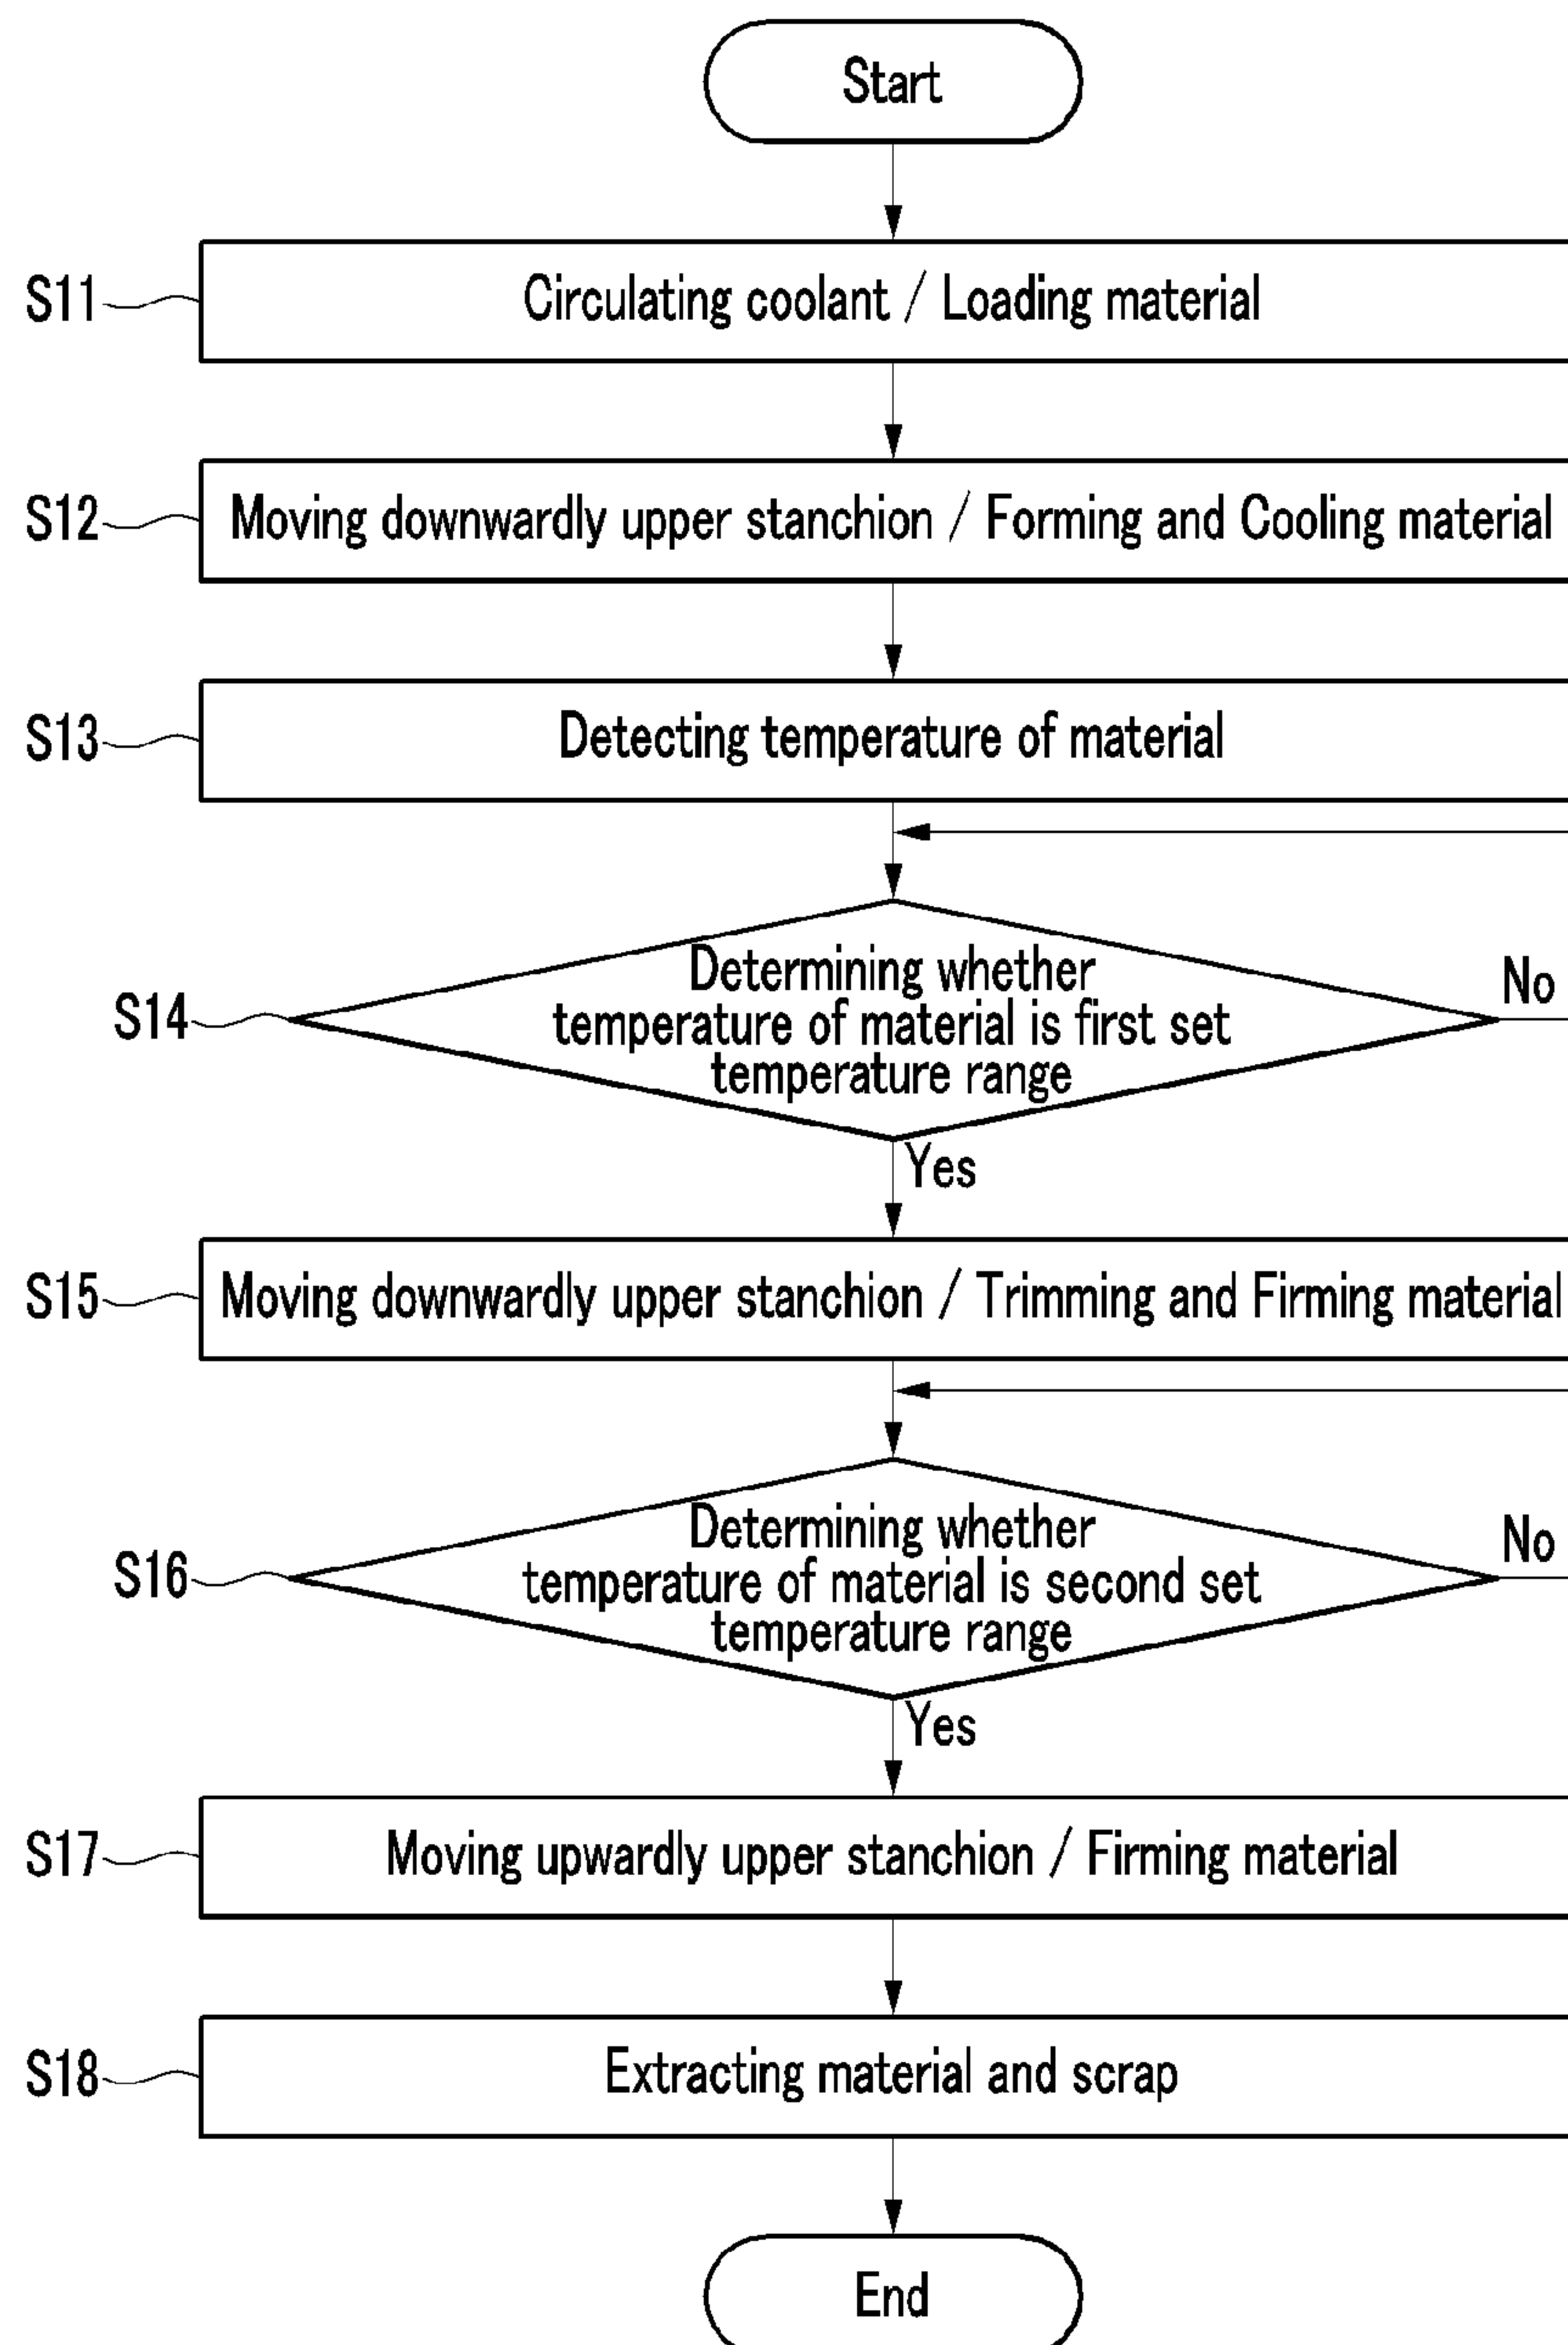 Start
S11
Circulating coolant / Loading material
S12
Moving downwardly upper stanchion / Forming and Cooling material
S13
Detecting temperature of material
S14
Determining whether
temperature of material is first set
temperature range
No
Yes
S15
Moving downwardly upper stanchion / Trimming and Firming material
S16
Determining whether
temperature of material is second set
temperature range
No
Yes
S17
Moving upwardly upper stanchion / Firming material
S18
Extracting material and scrap
End